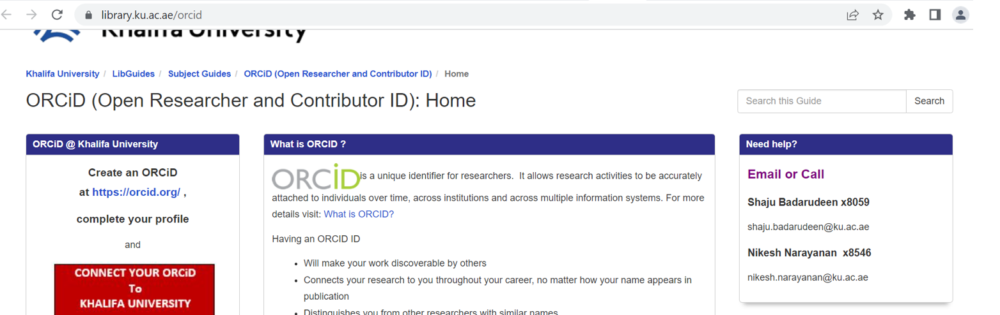 library.ku.ac.ae/orcid
Khalifa University
Khalifa University / LibGuides / Subject Guides / ORCiD (Open Researcher and Contributor ID) / Home
ORCiD (Open Researcher and Contributor ID): Home
Search this Guide
Search
ORCiD @ Khalifa University
Create an ORCiD
at https://orcid.org/ ,
complete your profile
and
CONNECT YOUR ORCiD
To
KHALIFA UNIVERSITY
What is ORCID ?
ORCiD is a unique identifier for researchers. It allows research activities to be accurately
attached to individuals over time, across institutions and across multiple information systems. For more
details visit: What is ORCID?
Having an ORCID ID
• Will make your work discoverable by others
• Connects your research to you throughout your career, no matter how your name appears in
publication
• Distinguishes you from other researchers with similar names
Need help?
Email or Call
Shaju Badarudeen x8059
shaju.badarudeen@ku.ac.ae
Nikesh Narayanan x8546
nikesh.narayanan@ku.ac.ae